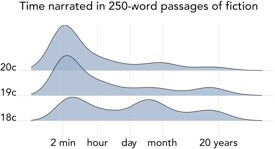 Time narrated in 250-word passages of fiction
20c
19c
18c
2 min hour day month 20 years